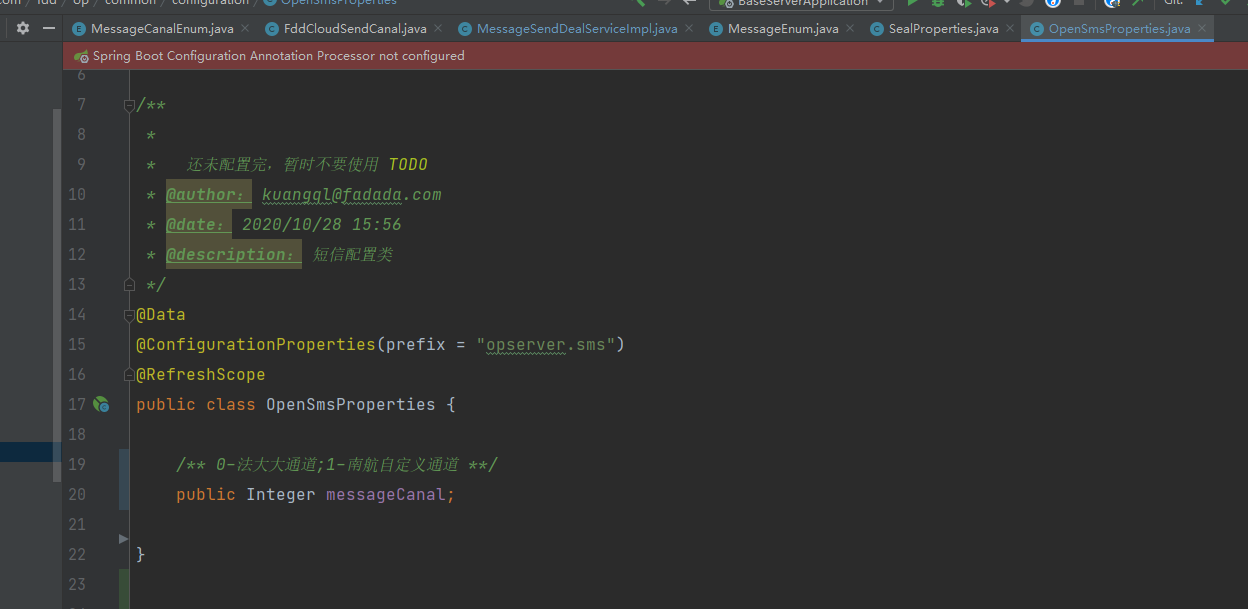 com / fdd / op / common / configuration / OpenSmsProperties BaseServerApplication Git:
MessageCanalEnum.java FddCloudSendCanal.java MessageSendDealServiceImpl.java MessageEnum.java SealProperties.java OpenSmsProperties.java
Spring Boot Configuration Annotation Processor not configured
6
7 /**
8 *
9 * 还未配置完，暂时不要使用 TODO
10 * @author： kuangql@fadada.com
11 * @date： 2020/10/28 15:56
12 * @description： 短信配置类
13 */
14 @Data
15 @ConfigurationProperties(prefix = "opserver.sms")
16 @RefreshScope
17 public class OpenSmsProperties {
18
19 /** 0-法大大通道;1-南航自定义通道 **/
20 public Integer messageCanal;
21
22 }
23